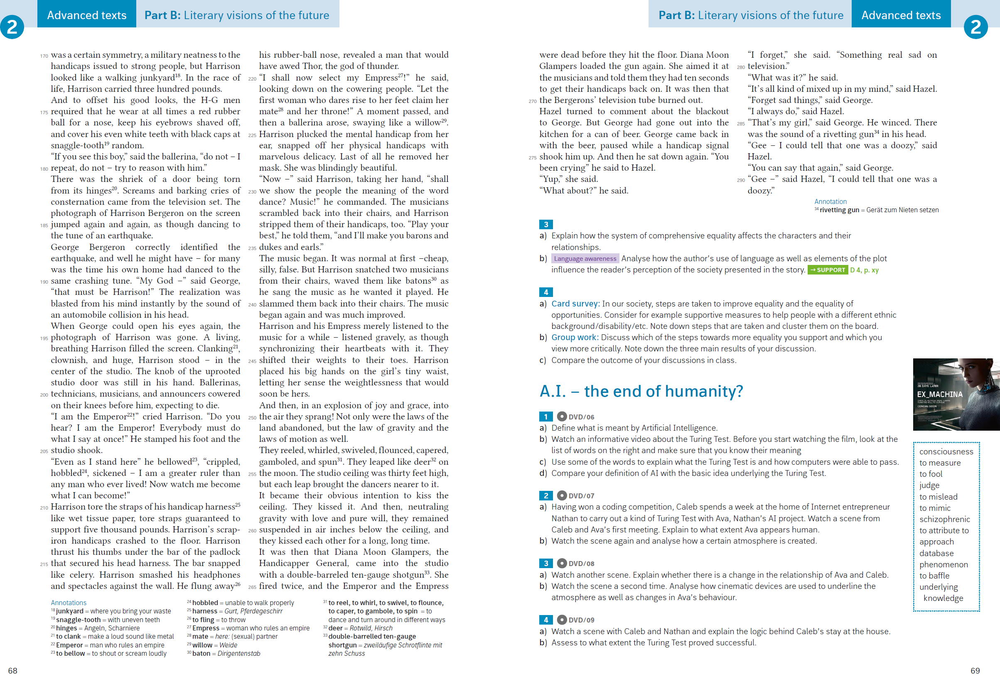 2
Advanced texts
Part B: Literary visions of the future
170 was a certain symmetry, a military neatness to the
handicaps issued to strong people, but Harrison
looked like a walking junkyard18. In the race of
life, Harrison carried three hundred pounds.
And to offset his good looks, the H-G men
175 required that he wear at all times a red rubber
ball for a nose, keep his eyebrows shaved off,
and cover his even white teeth with black caps at
snaggle-tooth19 random.
“If you see this boy,” said the ballerina, “do not – I
180 repeat, do not – try to reason with him.”
There was the shriek of a door being torn
from its hinges20. Screams and barking cries of
consternation came from the television set. The
photograph of Harrison Bergeron on the screen
185 jumped again and again, as though dancing to
the tune of an earthquake.
George Bergeron correctly identified the
earthquake, and well he might have – for many
was the time his own home had danced to the
190 same crashing tune. “My God –” said George,
“that must be Harrison!” The realization was
blasted from his mind instantly by the sound of
an automobile collision in his head.
When George could open his eyes again, the
195 photograph of Harrison was gone. A living,
breathing Harrison filled the screen. Clanking21,
clownish, and huge, Harrison stood – in the
center of the studio. The knob of the uprooted
studio door was still in his hand. Ballerinas,
200 technicians, musicians, and announcers cowered
on their knees before him, expecting to die.
“I am the Emperor22!” cried Harrison. “Do you
hear? I am the Emperor! Everybody must do
what I say at once!” He stamped his foot and the
205 studio shook.
“Even as I stand here” he bellowed23, “crippled,
hobbled24, sickened – I am a greater ruler than
any man who ever lived! Now watch me become
what I can become!”
210 Harrison tore the straps of his handicap harness25
like wet tissue paper, tore straps guaranteed to
support five thousand pounds. Harrison’s scrap-
iron handicaps crashed to the floor. Harrison
thrust his thumbs under the bar of the padlock
215 that secured his head harness. The bar snapped
like celery. Harrison smashed his headphones
and spectacles against the wall. He flung away26
his rubber-ball nose, revealed a man that would
have awed Thor, the god of thunder.
220 “I shall now select my Empress27!” he said,
looking down on the cowering people. “Let the
first woman who dares rise to her feet claim her
mate28 and her throne!” A moment passed, and
then a ballerina arose, swaying like a willow29.
225 Harrison plucked the mental handicap from her
ear, snapped off her physical handicaps with
marvelous delicacy. Last of all he removed her
mask. She was blindingly beautiful.
“Now –” said Harrison, taking her hand, “shall
230 we show the people the meaning of the word
dance? Music!” he commanded. The musicians
scrambled back into their chairs, and Harrison
stripped them of their handicaps, too. “Play your
best,” he told them, “and I’ll make you barons and
235 dukes and earls.”
The music began. It was normal at first –cheap,
silly, false. But Harrison snatched two musicians
from their chairs, waved them like batons30 as
he sang the music as he wanted it played. He
240 slammed them back into their chairs. The music
began again and was much improved.
Harrison and his Empress merely listened to the
music for a while – listened gravely, as though
synchronizing their heartbeats with it. They
245 shifted their weights to their toes. Harrison
placed his big hands on the girl’s tiny waist,
letting her sense the weightlessness that would
soon be hers.
And then, in an explosion of joy and grace, into
250 the air they sprang! Not only were the laws of the
land abandoned, but the law of gravity and the
laws of motion as well.
They reeled, whirled, swiveled, flounced, capered,
gamboled, and spun31. They leaped like deer32 on
255 the moon. The studio ceiling was thirty feet high,
but each leap brought the dancers nearer to it.
It became their obvious intention to kiss the
ceiling. They kissed it. And then, neutraling
gravity with love and pure will, they remained
260 suspended in air inches below the ceiling, and
they kissed each other for a long, long time.
It was then that Diana Moon Glampers, the
Handicapper General, came into the studio
with a double-barreled ten-gauge shotgun33. She
265 fired twice, and the Emperor and the Empress
Annotations
18 junkyard = where you bring your waste
19 snaggle-tooth = with uneven teeth
20 hinges = Angeln, Scharniere
21 to clank = make a loud sound like metal
22 Emperor = man who rules an empire
23 to bellow = to shout or scream loudly
24 hobbled = unable to walk properly
25 harness = Gurt, Pferdegeschirr
26 to fling = to throw
27 Empress = woman who rules an empire
28 mate = here: (sexual) partner
29 willow = Weide
30 baton = Dirigentenstab
31 to reel, to whirl, to swivel, to flounce,
to caper, to gambole, to spin = to
dance and turn around in different ways
32 deer = Rotwild, Hirsch
33 double-barrelled ten-gauge
shortgun = zweiläufige Schrotflinte mit
zehn Schuss
68
Part B: Literary visions of the future
Advanced texts
2
were dead before they hit the floor. Diana Moon
Glampers loaded the gun again. She aimed it at
the musicians and told them they had ten seconds
to get their handicaps back on. It was then that
270 the Bergerons’ television tube burned out.
Hazel turned to comment about the blackout
to George. But George had gone out into the
kitchen for a can of beer. George came back in
with the beer, paused while a handicap signal
275 shook him up. And then he sat down again. “You
been crying” he said to Hazel.
“Yup,” she said.
“What about?” he said.
“I forget,” she said. “Something real sad on
280 television.”
“What was it?” he said.
“It’s all kind of mixed up in my mind,” said Hazel.
“Forget sad things,” said George.
“I always do,” said Hazel.
285 “That’s my girl,” said George. He winced. There
was the sound of a rivetting gun34 in his head.
“Gee – I could tell that one was a doozy,” said
Hazel.
“You can say that again,” said George.
290 “Gee –” said Hazel, “I could tell that one was a
doozy.”
Annotation
34 rivetting gun = Gerät zum Nieten setzen
3
a) Explain how the system of comprehensive equality affects the characters and their
relationships.
b) Language awareness Analyse how the author’s use of language as well as elements of the plot
influence the reader’s perception of the society presented in the story. → SUPPORT D 4, p. xy
4
a) Card survey: In our society, steps are taken to improve equality and the equality of
opportunities. Consider for example supportive measures to help people with a different ethnic
background/disability/etc. Note down steps that are taken and cluster them on the board.
b) Group work: Discuss which of the steps towards more equality you support and which you
view more critically. Note down the three main results of your discussion.
c) Compare the outcome of your discussions in class.
A.I. – the end of humanity?
1 DVD/06
a) Define what is meant by Artificial Intelligence.
b) Watch an informative video about the Turing Test. Before you start watching the film, look at the
list of words on the right and make sure that you know their meaning
c) Use some of the words to explain what the Turing Test is and how computers were able to pass.
d) Compare your definition of AI with the basic idea underlying the Turing Test.
2 DVD/07
a) Having won a coding competition, Caleb spends a week at the home of Internet entrepreneur
Nathan to carry out a kind of Turing Test with Ava, Nathan’s AI project. Watch a scene from
Caleb and Ava’s first meeting. Explain to what extent Ava appears human.
b) Watch the scene again and analyse how a certain atmosphere is created.
3 DVD/08
a) Watch another scene. Explain whether there is a change in the relationship of Ava and Caleb.
b) Watch the scene a second time. Analyse how cinematic devices are used to underline the
atmosphere as well as changes in Ava’s behaviour.
4 DVD/09
a) Watch a scene with Caleb and Nathan and explain the logic behind Caleb’s stay at the house.
b) Assess to what extent the Turing Test proved successful.
28 DAYS LATER
EX_MACHINA
COMING SOON
consciousness
to measure
to fool
judge
to mislead
to mimic
schizophrenic
to attribute to
approach
database
phenomenon
to baffle
underlying
knowledge
69